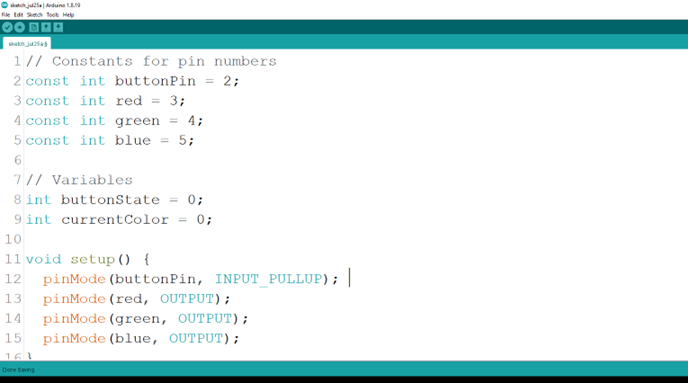 sketch_jul25a | Arduino 1.8.19
File Edit Sketch Tools Help
sketch_jul25a §
1 // Constants for pin numbers
2 const int buttonPin = 2;
3 const int red = 3;
4 const int green = 4;
5 const int blue = 5;
6
7 // Variables
8 int buttonState = 0;
9 int currentColor = 0;
10
11 void setup() {
12 pinMode(buttonPin, INPUT_PULLUP);
13 pinMode(red, OUTPUT);
14 pinMode(green, OUTPUT);
15 pinMode(blue, OUTPUT);
16 }
Done Saving